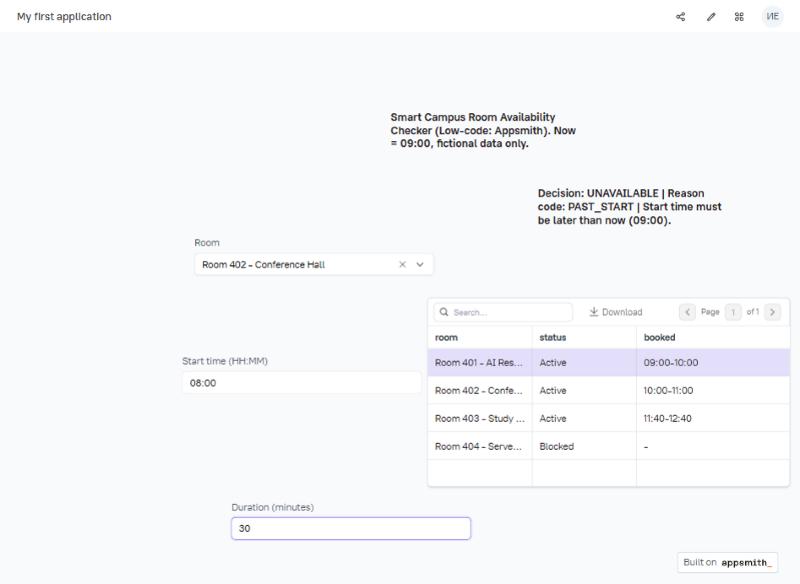 My first application
ИЕ
Smart Campus Room Availability
Checker (Low-code: Appsmith). Now
= 09:00, fictional data only.
Decision: UNAVAILABLE | Reason
code: PAST_START | Start time must
be later than now (09:00).
Room
Room 402 - Conference Hall
Search...
Download
Page 1 of 1
room status booked
Room 401 - AI Res... Active 09:00-10:00
Room 402 - Confe... Active 10:00-11:00
Room 403 - Study ... Active 11:40-12:40
Room 404 - Serve... Blocked -
Start time (HH:MM)
08:00
Duration (minutes)
30
Built on appsmith_